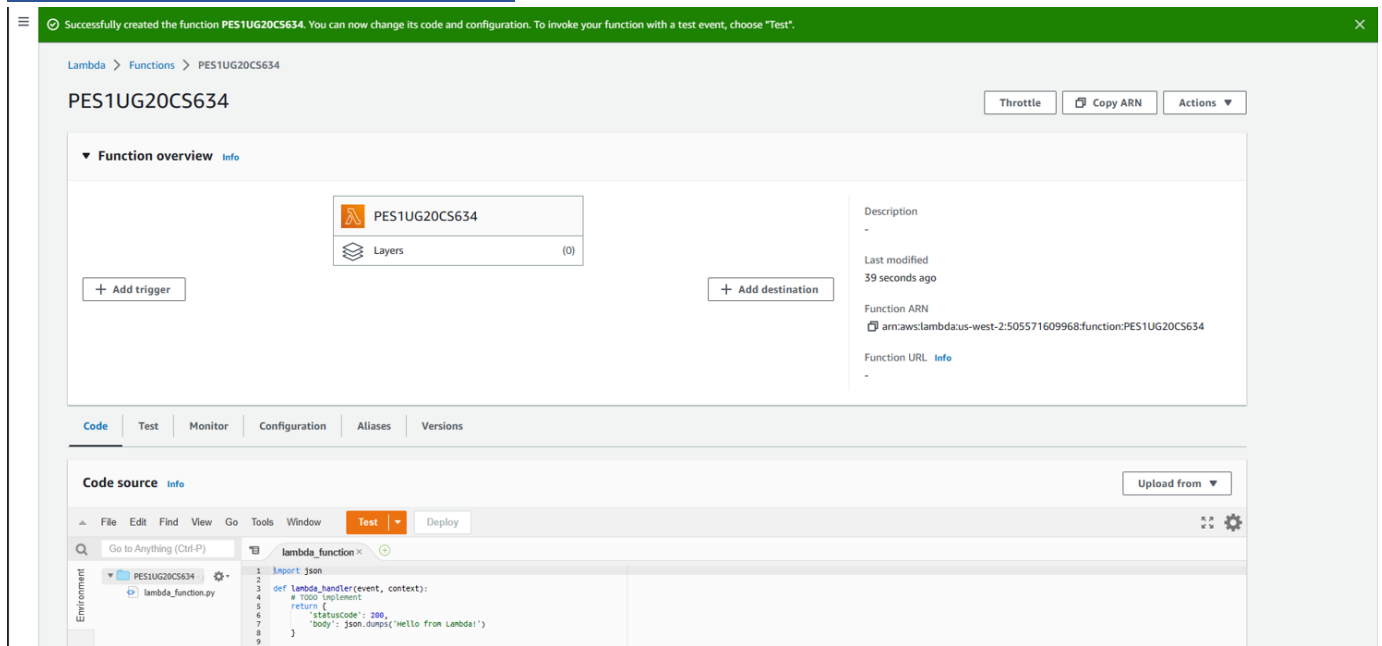 Successfully created the function PES1UG20CS634. You can now change its code and configuration. To invoke your function with a test event, choose "Test".
Lambda > Functions > PES1UG20CS634
PES1UG20CS634
Throttle Copy ARN Actions
Function overview Info
PES1UG20CS634
Layers (0)
+ Add trigger
+ Add destination
Description
-
Last modified
39 seconds ago
Function ARN
arn:aws:lambda:us-west-2:505571609968:function:PES1UG20CS634
Function URL Info
-
Code Test Monitor Configuration Aliases Versions
Code source Info
Upload from
File Edit Find View Go Tools Window Test Deploy
Go to Anything (Ctrl-P)
lambda_function
Environment
PES1UG20CS634
lambda_function.py
1 import json
2
3 def lambda_handler(event, context):
4 # TODO implement
5 return {
6 'statusCode': 200,
7 'body': json.dumps('Hello from Lambda!')
8 }
9